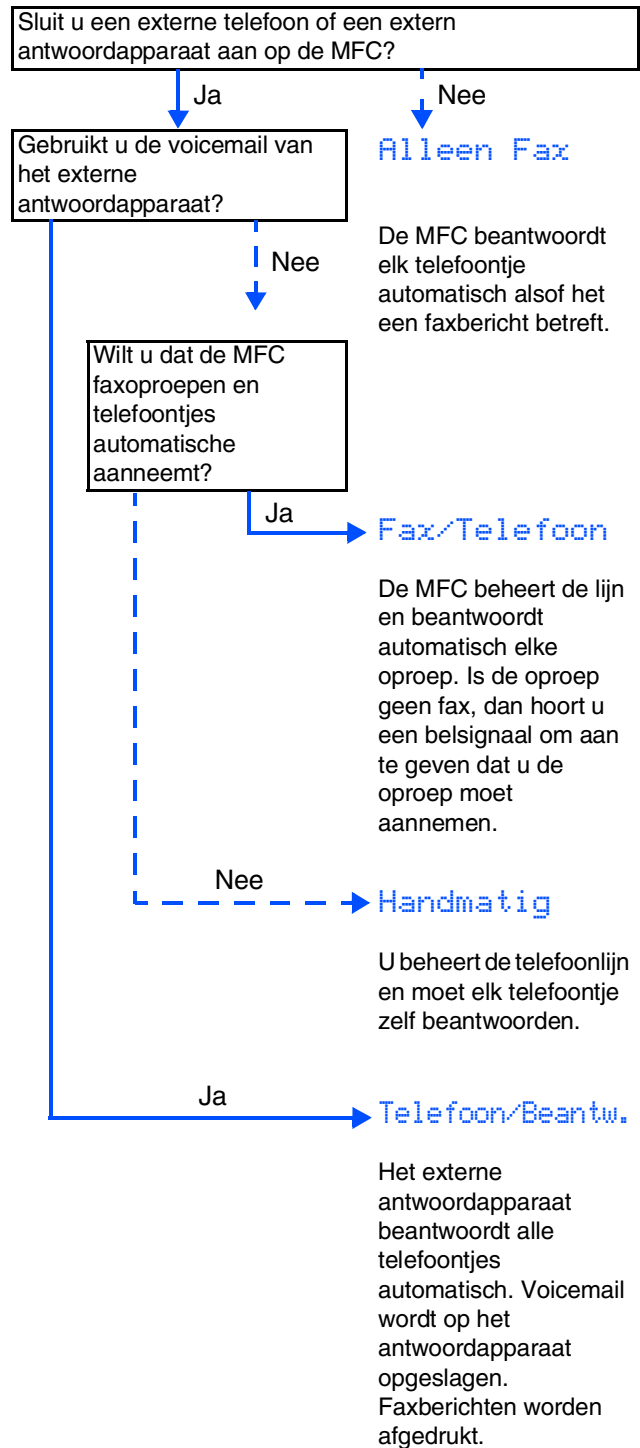 Sluit u een externe telefoon of een extern
antwoordapparaat aan op de MFC?
Ja
Nee
Gebruikt u de voicemail van
het externe
antwoordapparaat?
Alleen Fax
De MFC beantwoordt
elk telefoontje
automatisch alsof het
een faxbericht betreft.
Nee
Wilt u dat de MFC
faxoproepen en
telefoontjes
automatische
aanneemt?
Ja
Fax/Telefoon
De MFC beheert de lijn
en beantwoordt
automatisch elke
oproep. Is de oproep
geen fax, dan hoort u
een belsignaal om aan
te geven dat u de
oproep moet
aannemen.
Nee
Handmatig
U beheert de telefoonlijn
en moet elk telefoontje
zelf beantwoorden.
Ja
Telefoon/Beantw.
Het externe
antwoordapparaat
beantwoordt alle
telefoontjes
automatisch. Voicemail
wordt op het
antwoordapparaat
opgeslagen.
Faxberichten worden
afgedrukt.